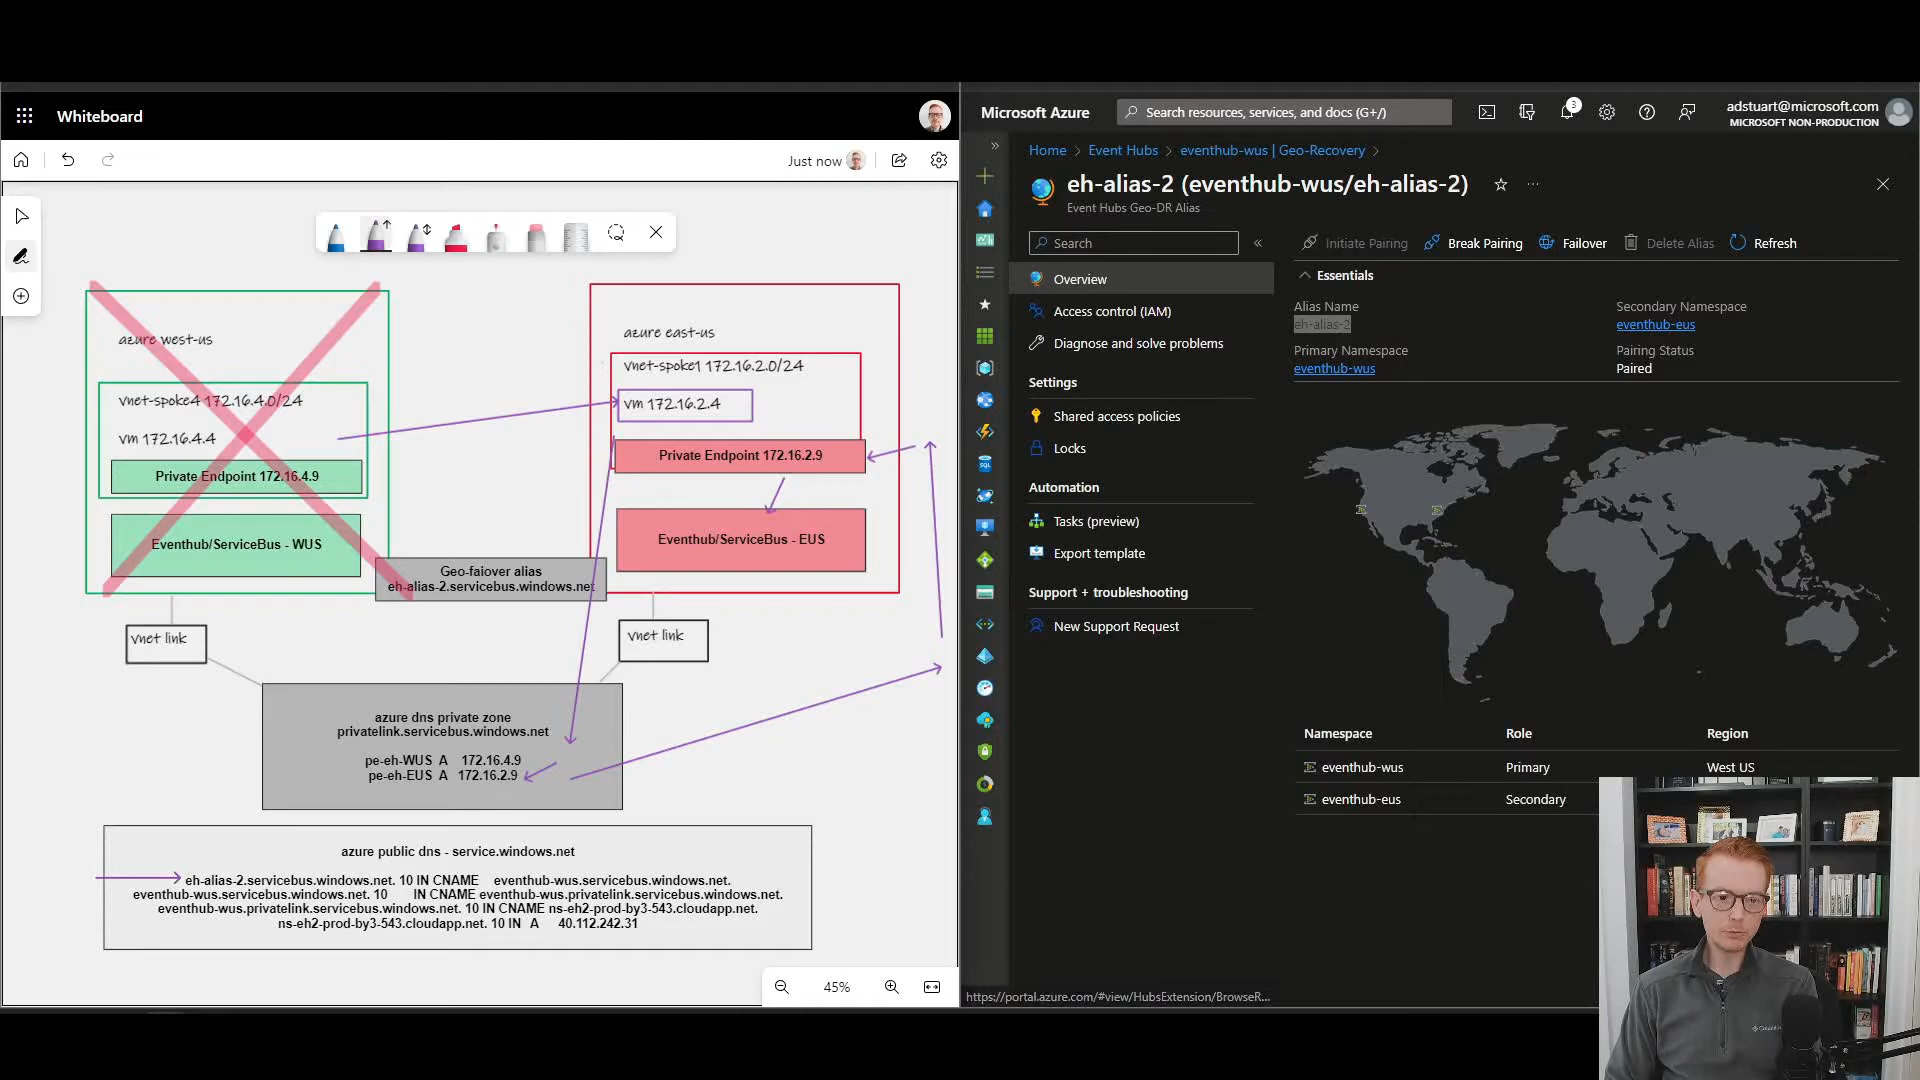 Whiteboard
Just now
azure west-us
vnet-spoke4 172.16.4.0/24
vm 172.16.4.4
Private Endpoint 172.16.4.9
Eventhub/ServiceBus - WUS
azure east-us
vnet-spoke1 172.16.2.0/24
vm 172.16.2.4
Private Endpoint 172.16.2.9
Eventhub/ServiceBus - EUS
Geo-faiover alias
eh-alias-2.servicebus.windows.net
vnet link
vnet link
azure dns private zone
privatelink.servicebus.windows.net
pe-eh-WUS A 172.16.4.9
pe-eh-EUS A 172.16.2.9
azure public dns - service.windows.net
eh-alias-2.servicebus.windows.net. 10 IN CNAME eventhub-wus.servicebus.windows.net.
eventhub-wus.servicebus.windows.net. 10 IN CNAME eventhub-wus.privatelink.servicebus.windows.net.
eventhub-wus.privatelink.servicebus.windows.net. 10 IN CNAME ns-eh2-prod-by3-543.cloudapp.net.
ns-eh2-prod-by3-543.cloudapp.net. 10 IN A 40.112.242.31
45%
Microsoft Azure
Search resources, services, and docs (G+/)
3
adstuart@microsoft.com
MICROSOFT NON-PRODUCTION
Home > Event Hubs > eventhub-wus | Geo-Recovery >
eh-alias-2 (eventhub-wus/eh-alias-2)
Event Hubs Geo-DR Alias
Search
Overview
Access control (IAM)
Diagnose and solve problems
Settings
Shared access policies
Locks
Automation
Tasks (preview)
Export template
Support + troubleshooting
New Support Request
Initiate Pairing Break Pairing Failover Delete Alias Refresh
Essentials
Alias Name
eh-alias-2
Primary Namespace
eventhub-wus
Secondary Namespace
eventhub-eus
Pairing Status
Paired
Namespace Role Region
eventhub-wus Primary West US
eventhub-eus Secondary
https://portal.azure.com/#view/HubsExtension/BrowseR...